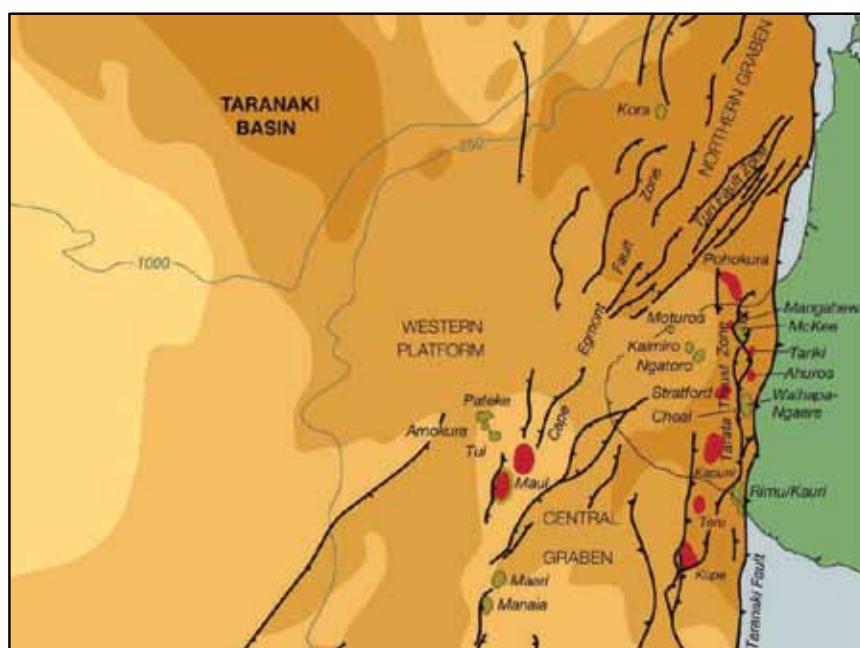 TARANAKI
BASIN
Kora
NORTHERN GRABEN
Turi Fault Zone
250
1000
Pohokura
Cape Egmont Fault Zone
WESTERN
PLATFORM
Moturoa
Mangahewa
McKee
Kaimiro
Tariki
Ngatoro
Ahuroa
Stratford
Waihapa-
Ngaere
Cheal
Tarata Thrust Zone
Pateke
Amokura
Tui
Maui
Kapuni
Rimu/Kauri
Toru
CENTRAL
GRABEN
Kupe
Maari
Manaia
Taranaki Fault